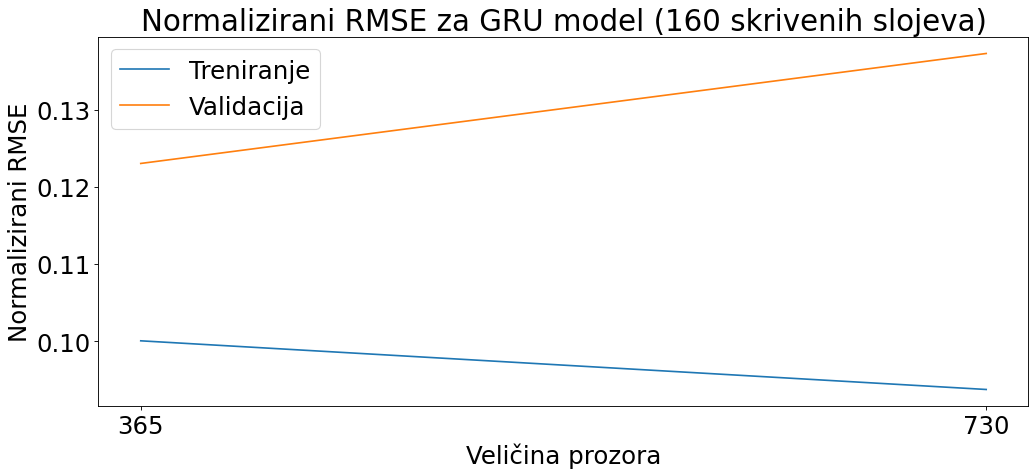 Normalizirani RMSE za GRU model (160 skrivenih slojeva)
Treniranje
Validacija
Normalizirani RMSE
0.13
0.12
0.11
0.10
365
730
Veličina prozora